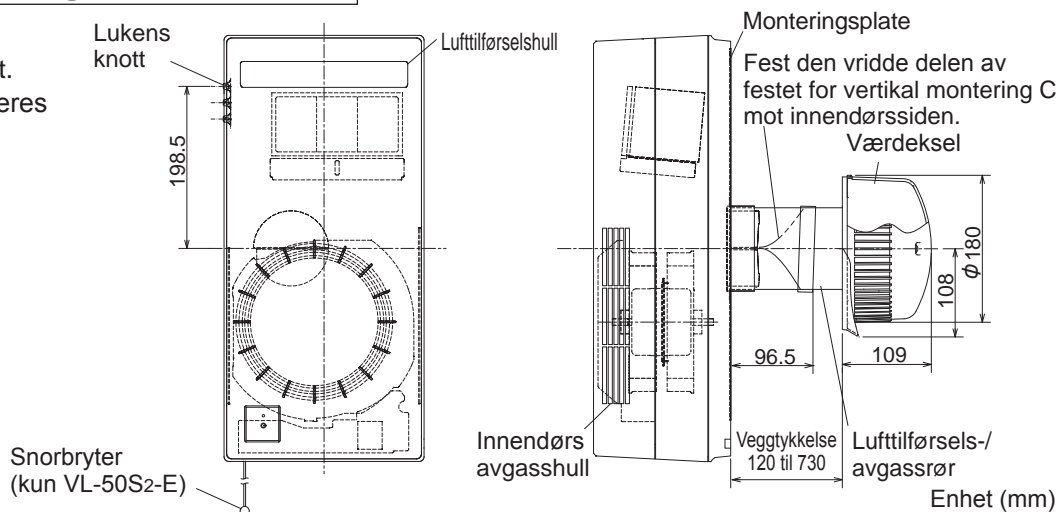 Lukens
knott
t.
eres
Lufttilførselshull
198.5
Snorbryter
(kun VL-50S2-E)
Monteringsplate
Fest den vridde delen av
festet for vertikal montering C
mot innendørssiden.
Værdeksel
ϕ180
108
96.5
109
Innendørs
avgasshull
Veggtykkelse
120 til 730
Lufttilførsels-/
avgassrør
Enhet (mm)